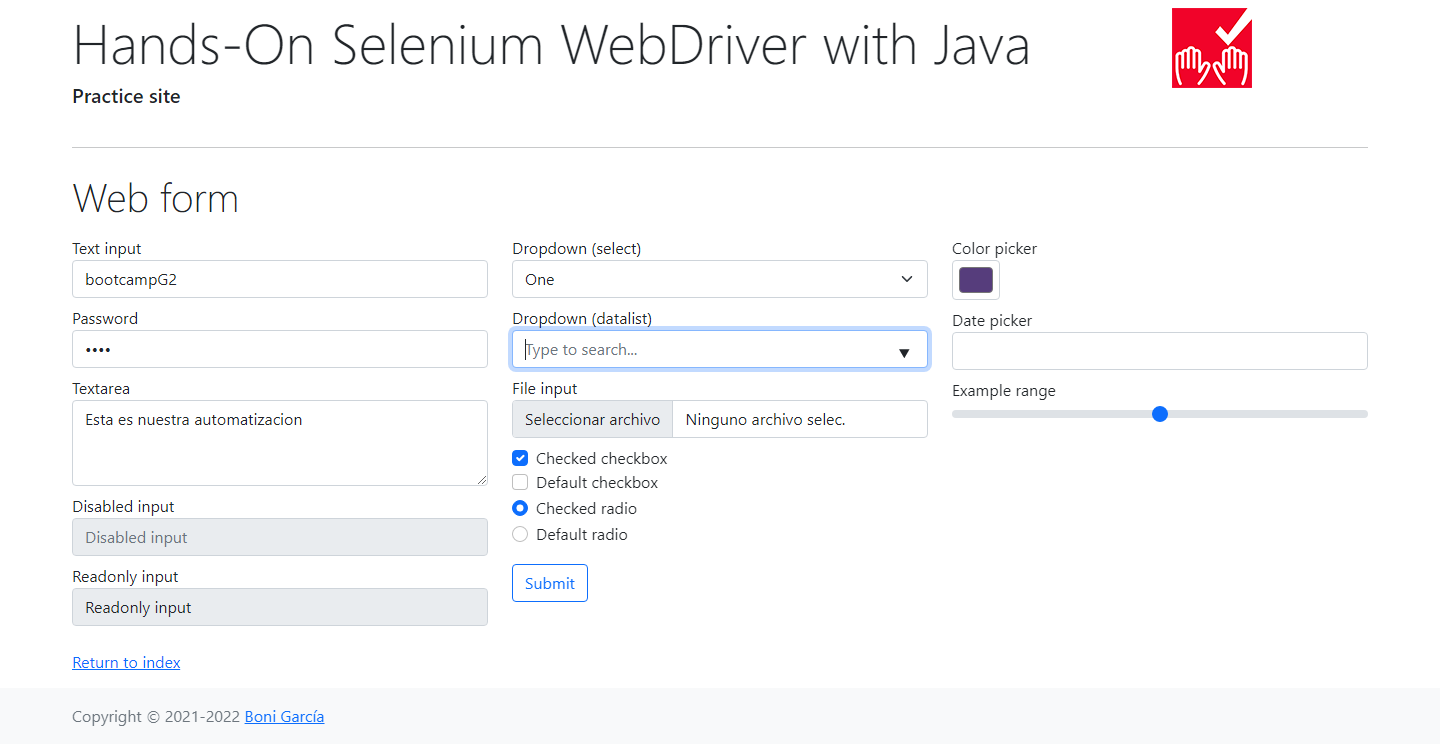 Hands-On Selenium WebDriver with Java
Practice site
Web form
Text input
bootcampG2
Password
••••
Textarea
Esta es nuestra automatizacion
Disabled input
Disabled input
Readonly input
Readonly input
Return to index
Dropdown (select)
One
Dropdown (datalist)
Type to search...
File input
Seleccionar archivo Ninguno archivo selec.
Checked checkbox
Default checkbox
Checked radio
Default radio
Submit
Color picker
Date picker
Example range
Copyright © 2021-2022 Boni García